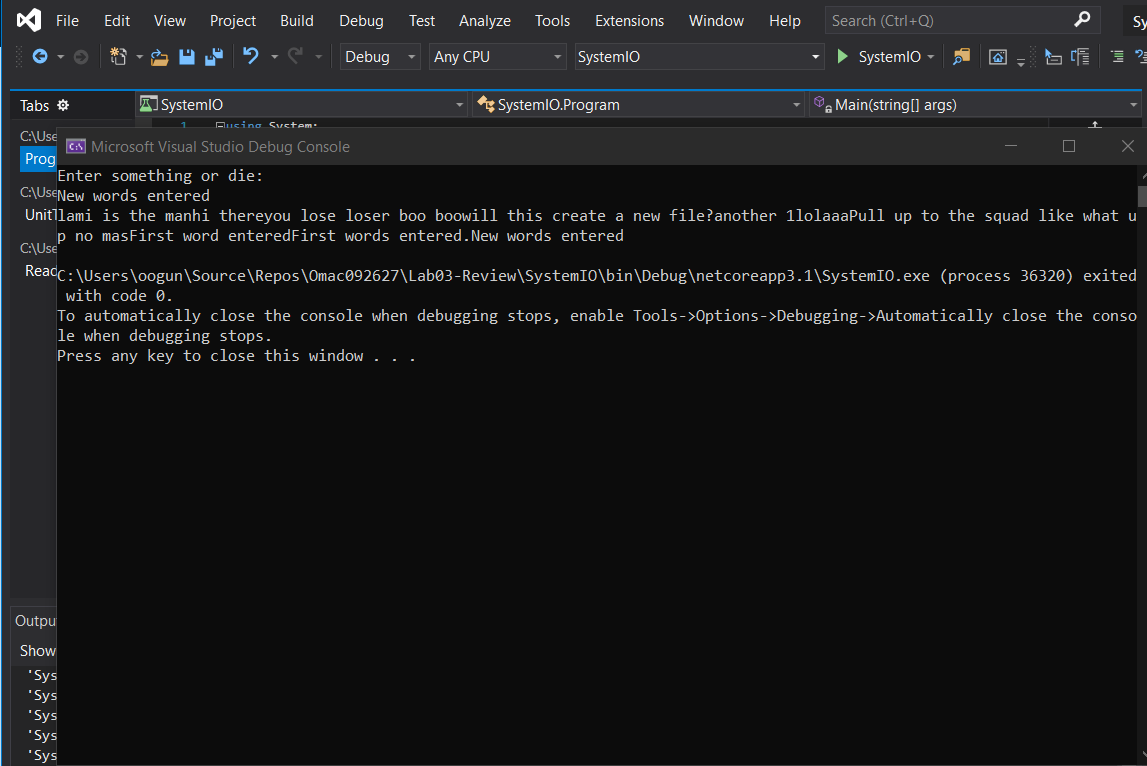 File Edit View Project Build Debug Test Analyze Tools Extensions Window Help Search (Ctrl+Q) Sy
Debug Any CPU SystemIO SystemIO
Tabs SystemIO SystemIO.Program Main(string[] args)
1 using System;
C:\Use
Prog
C:\Use
UnitT
C:\Use
Read
Microsoft Visual Studio Debug Console
Enter something or die:
New words entered
lami is the manhi thereyou lose loser boo boowill this create a new file?another 1lolaaaPull up to the squad like what u
p no masFirst word enteredFirst words entered.New words entered
C:\Users\oogun\Source\Repos\Omac092627\Lab03-Review\SystemIO\bin\Debug\netcoreapp3.1\SystemIO.exe (process 36320) exited
with code 0.
To automatically close the console when debugging stops, enable Tools->Options->Debugging->Automatically close the conso
le when debugging stops.
Press any key to close this window . . .
Outpu
Show
'Sys
'Sys
'Sys
'Sys
'Sys